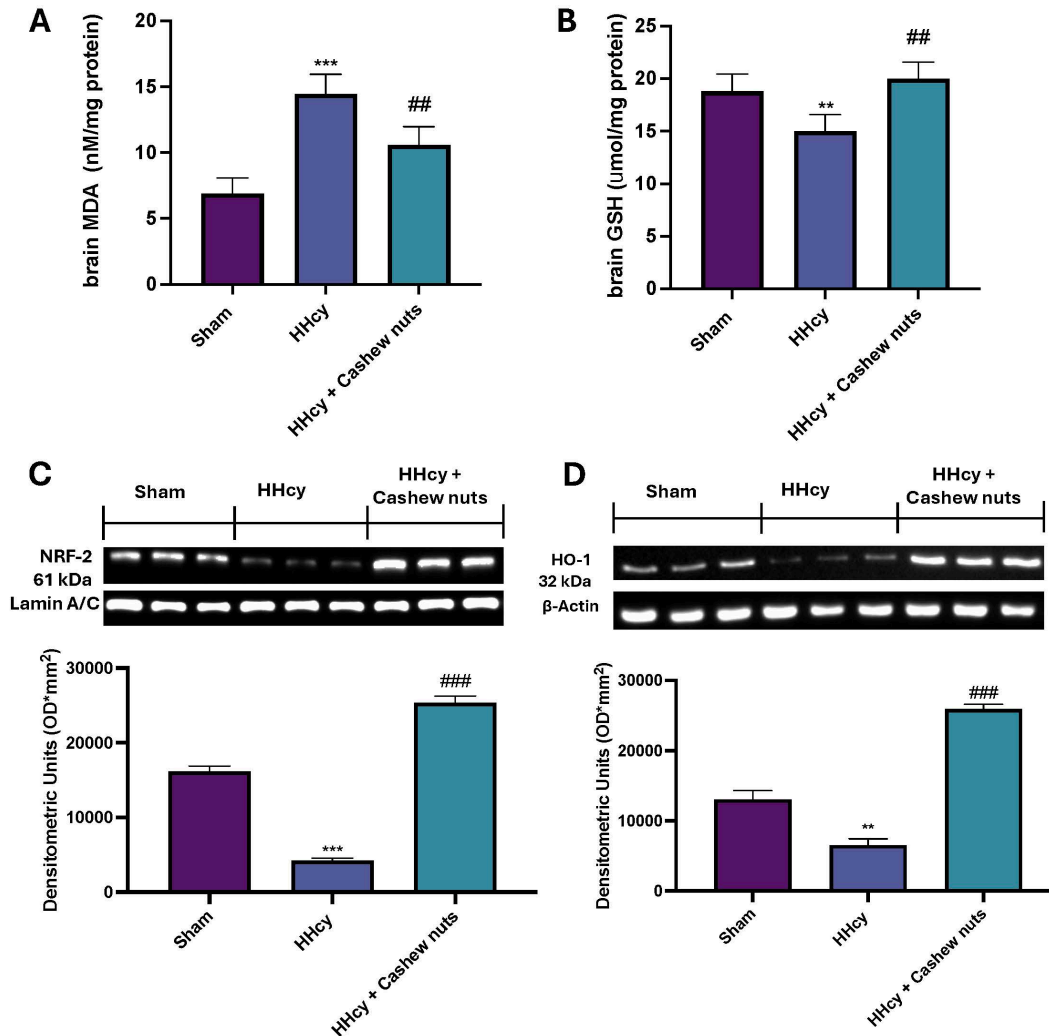 A
brain MDA (nM/mg protein)
20
15
10
5
0
***
##
Sham
HHcy
HHcy + Cashew nuts
B
brain GSH (umol/mg protein)
25
20
15
10
5
0
**
##
Sham
HHcy
HHcy + Cashew nuts
C
Sham
HHcy
HHcy +
Cashew nuts
NRF-2
61 kDa
Lamin A/C
Densitometric Units (OD*mm²)
30000
20000
10000
0
***
###
Sham
HHcy
HHcy + Cashew nuts
D
Sham
HHcy
HHcy +
Cashew nuts
HO-1
32 kDa
β-Actin
Densitometric Units (OD*mm²)
30000
20000
10000
0
**
###
Sham
HHcy
HHcy + Cashew nuts